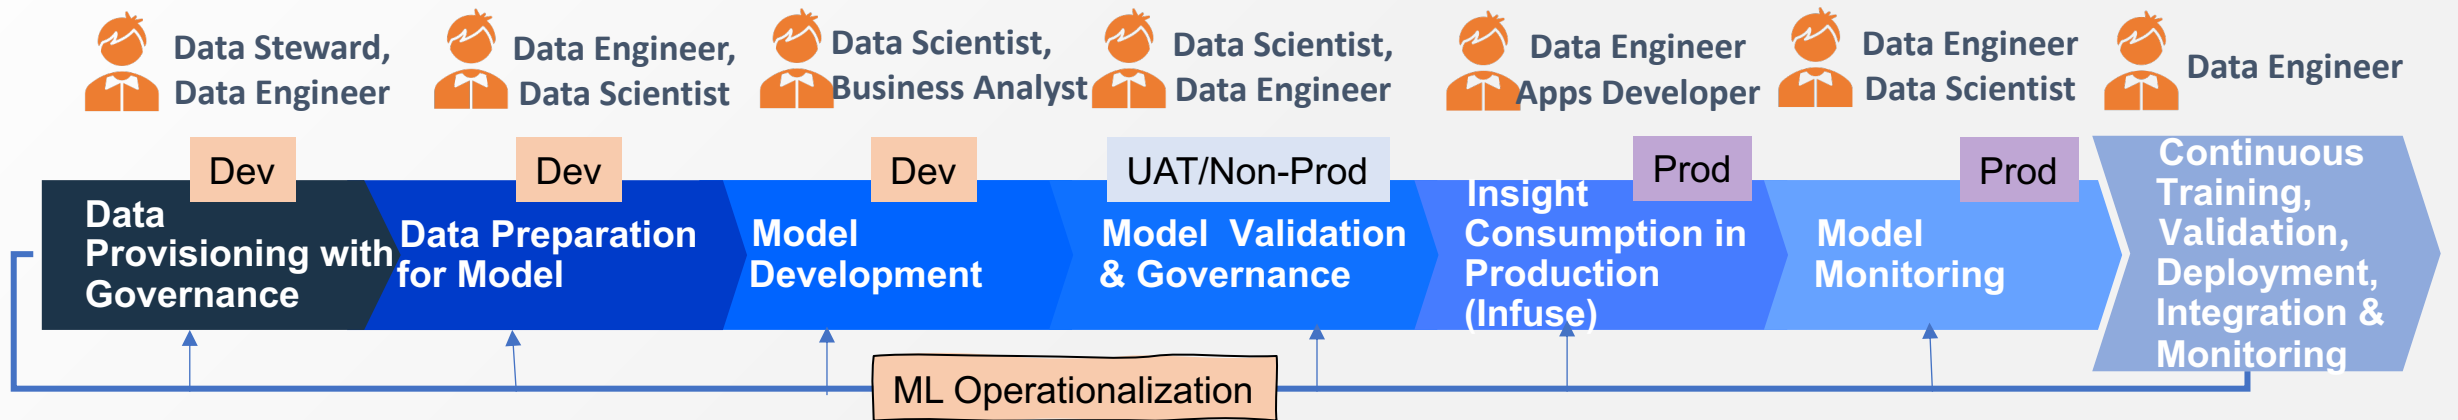 Data Steward,
Data Engineer
Data Engineer,
Data Scientist
Data Scientist,
Business Analyst
Data Scientist,
Data Engineer
Data Engineer
Apps Developer
Data Engineer
Data Scientist
Data Engineer
Dev
Dev
Dev
UAT/Non-Prod
Prod
Prod
Data
Provisioning with
Governance
Data Preparation
for Model
Model
Development
Model Validation
& Governance
Insight
Consumption in
Production
(Infuse)
Model
Monitoring
Continuous
Training,
Validation,
Deployment,
Integration &
Monitoring
ML Operationalization